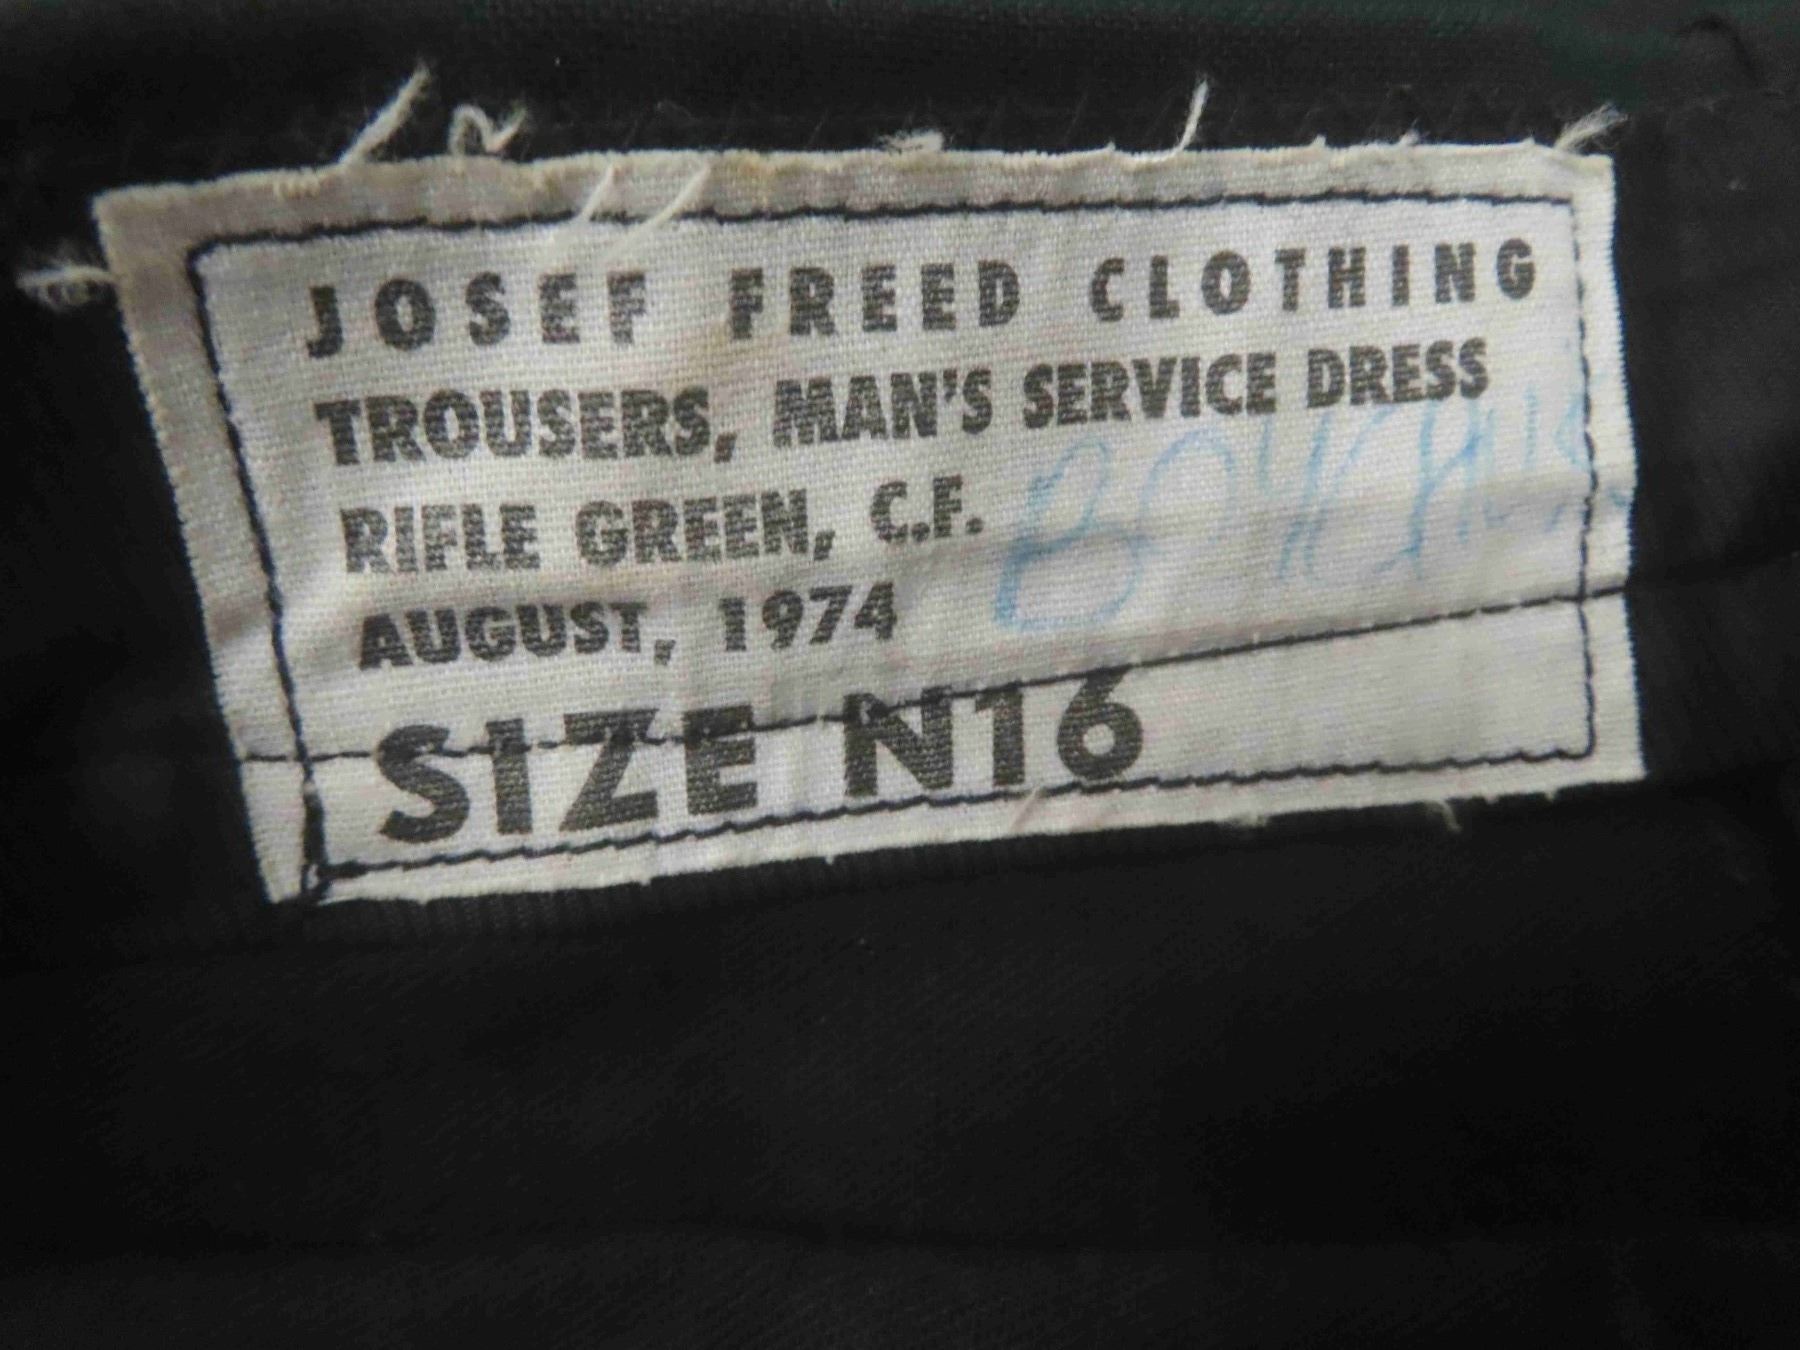 JOSEF FREED CLOTHING
TROUSERS, MAN'S SERVICE DRESS
RIFLE GREEN, C.F.
AUGUST, 1974
SIZE N16